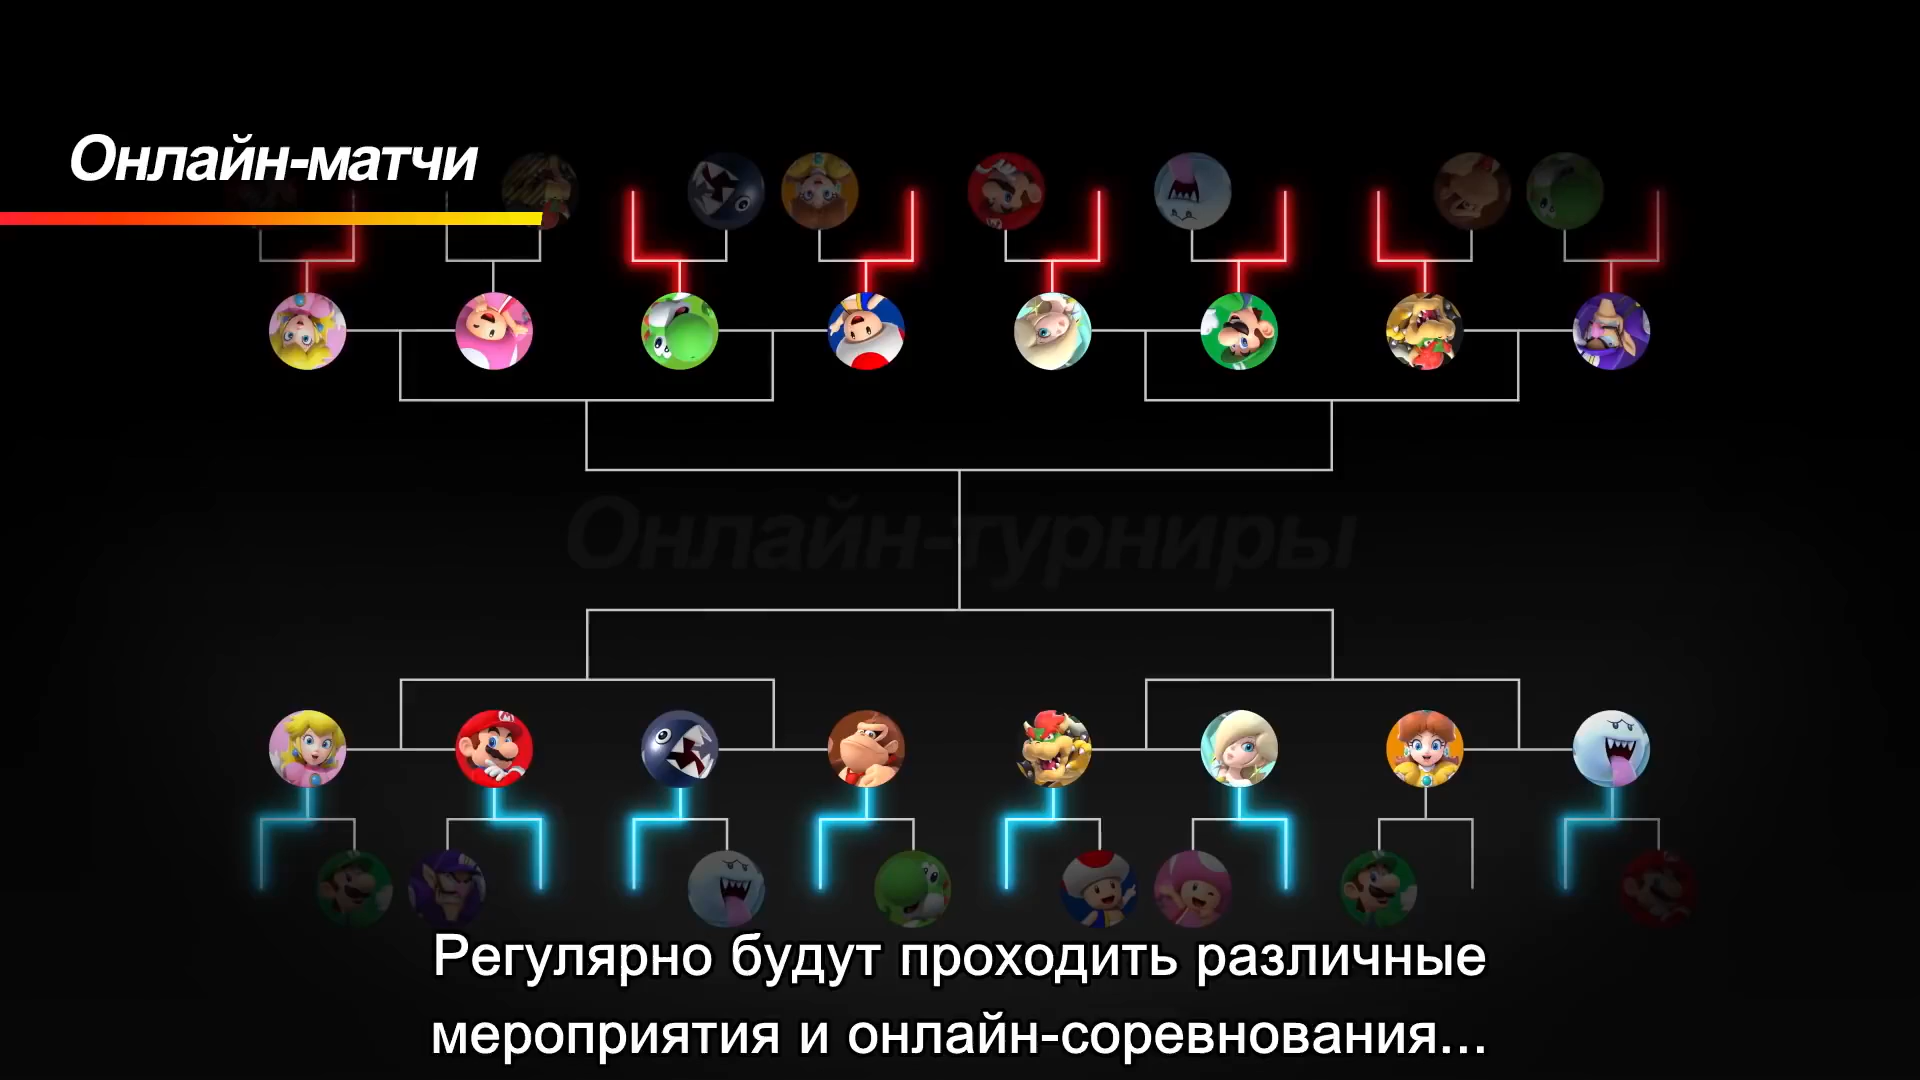 Онлайн-матчи
Онлайн-турниры
Регулярно будут проходить различные
мероприятия и онлайн-соревнования...